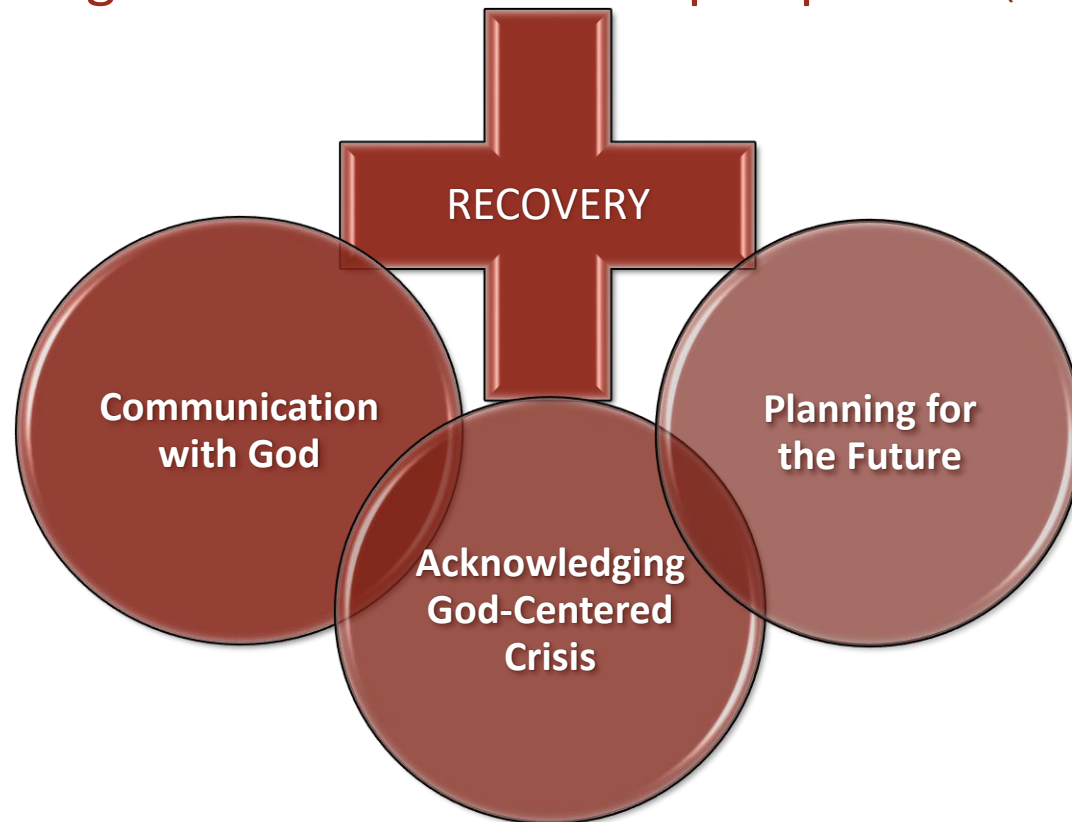 RECOVERY
Communication
with God
Planning for
the Future
Acknowledging
God-Centered
Crisis